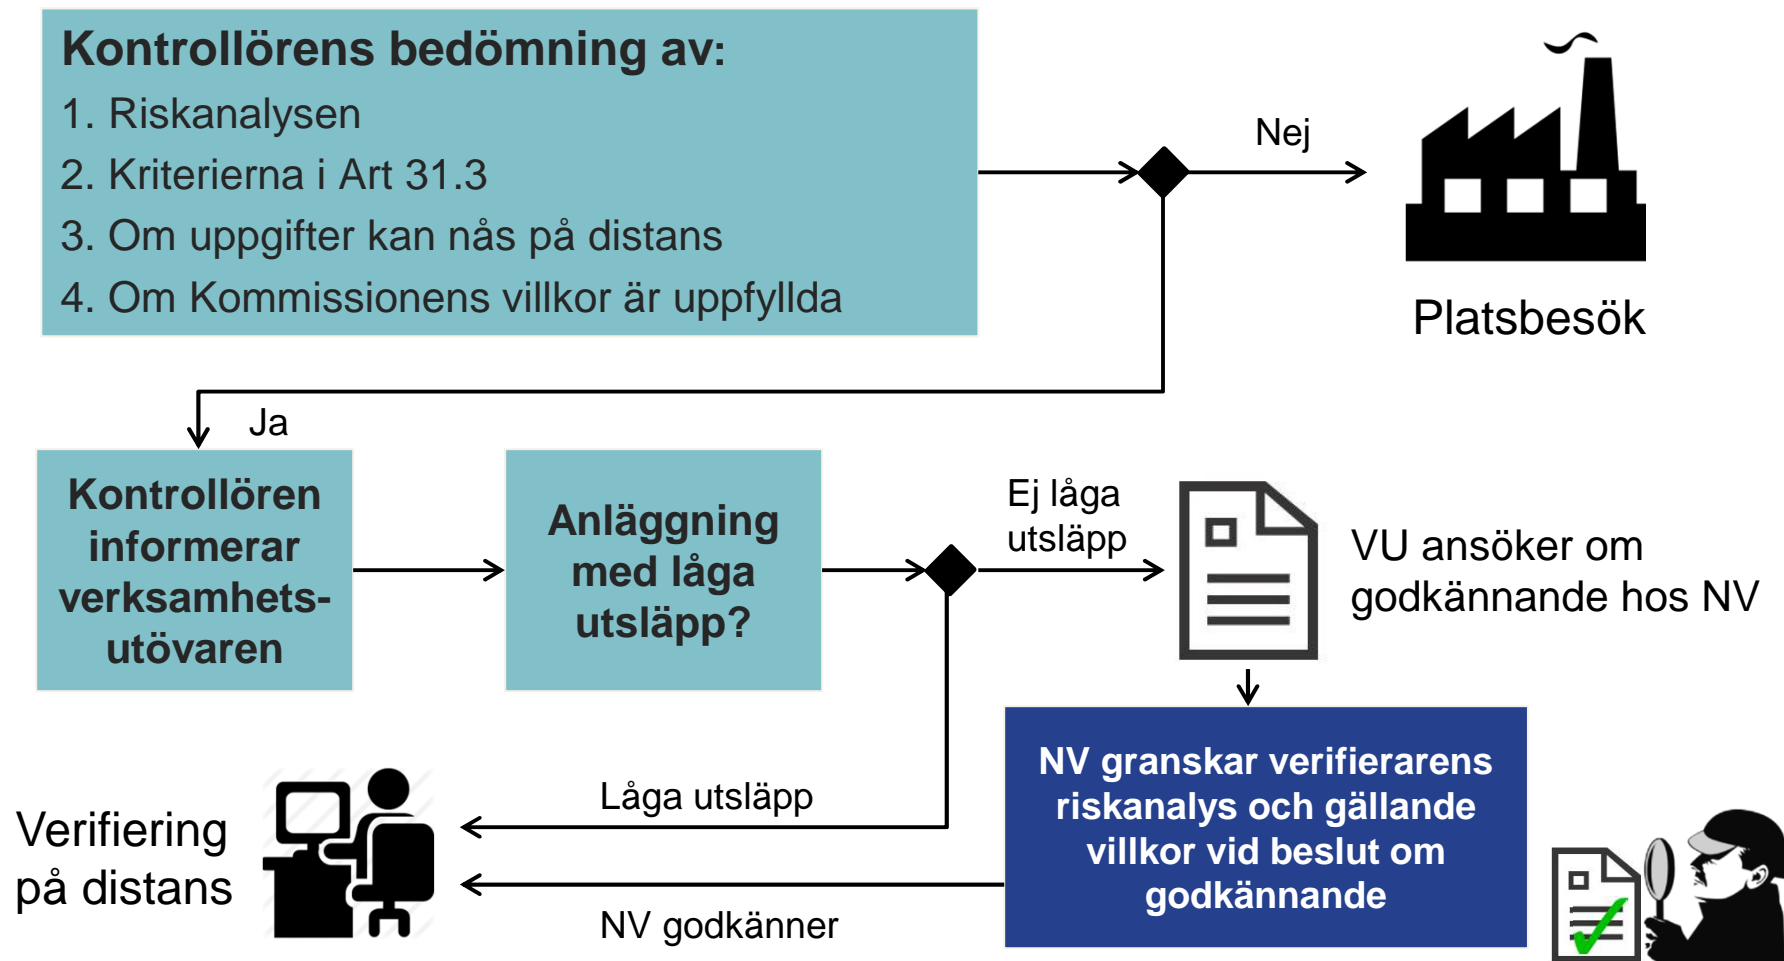 Kontrollörens bedömning av:
1. Riskanalysen
2. Kriterierna i Art 31.3
3. Om uppgifter kan nås på distans
4. Om Kommissionens villkor är uppfyllda
Nej
Platsbesök
Ja
Kontrollören
informerar
verksamhets-
utövaren
Anläggning
med låga
utsläpp?
Ej låga
utsläpp
VU ansöker om
godkännande hos NV
NV granskar verifierarens
riskanalys och gällande
villkor vid beslut om
godkännande
Låga utsläpp
NV godkänner
Verifiering
på distans